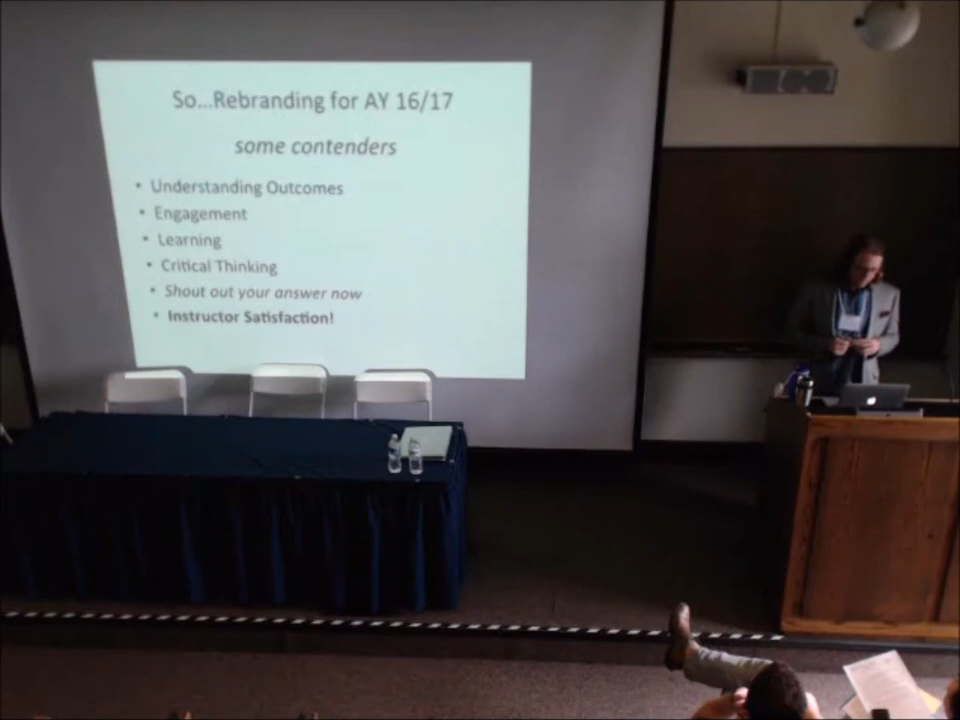 So...Rebranding for AY 16/17
some contenders
• Understanding Outcomes
• Engagement
• Learning
• Critical Thinking
• Shout out your answer now
• Instructor Satisfaction!